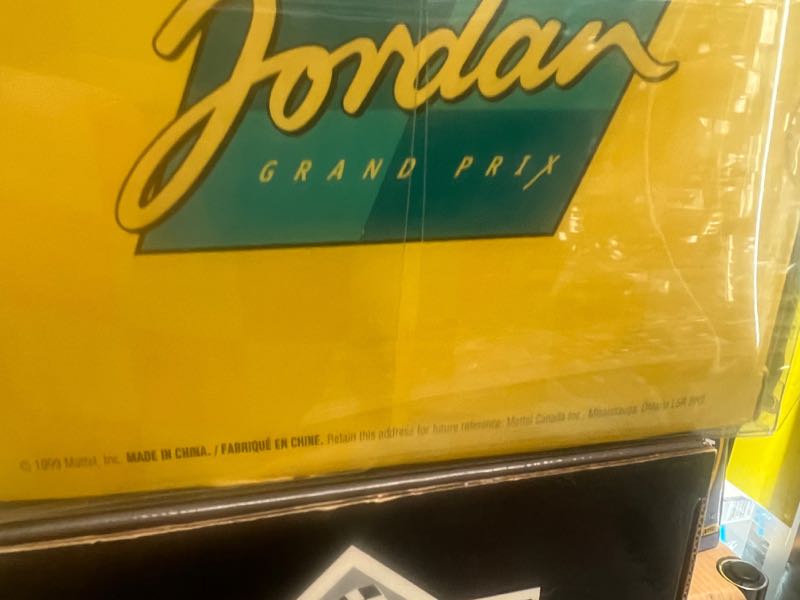 Jordan
GRAND PRIX
© 1999 Mattel, Inc. MADE IN CHINA. / FABRIQUÉ EN CHINE. Retain this address for future reference: Mattel Canada Inc., Mississauga, Ontario L5R